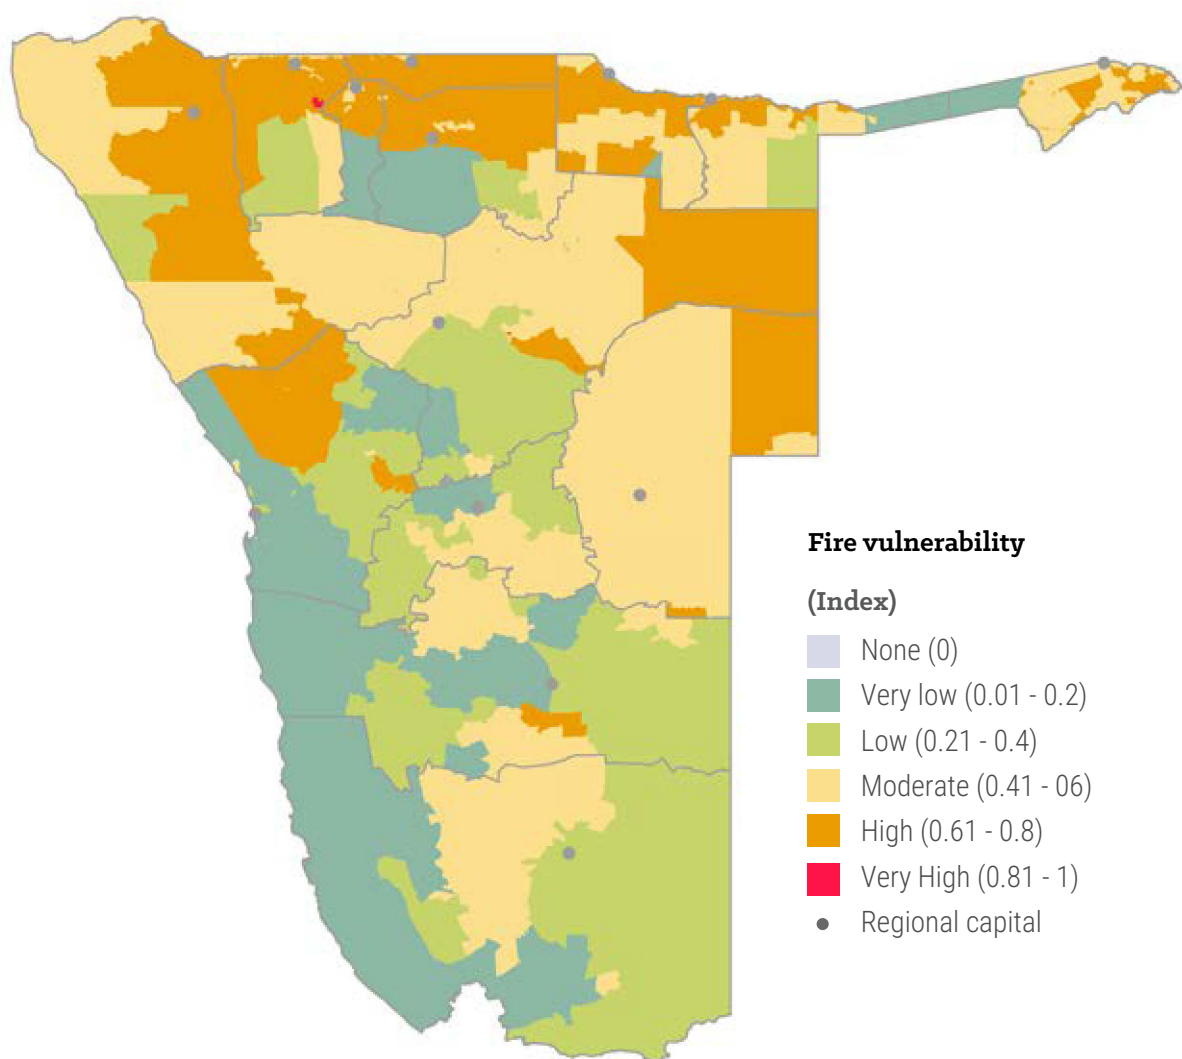 Fire vulnerability
(Index)
None (0)
Very low (0.01 - 0.2)
Low (0.21 - 0.4)
Moderate (0.41 - 06)
High (0.61 - 0.8)
Very High (0.81 - 1)
Regional capital